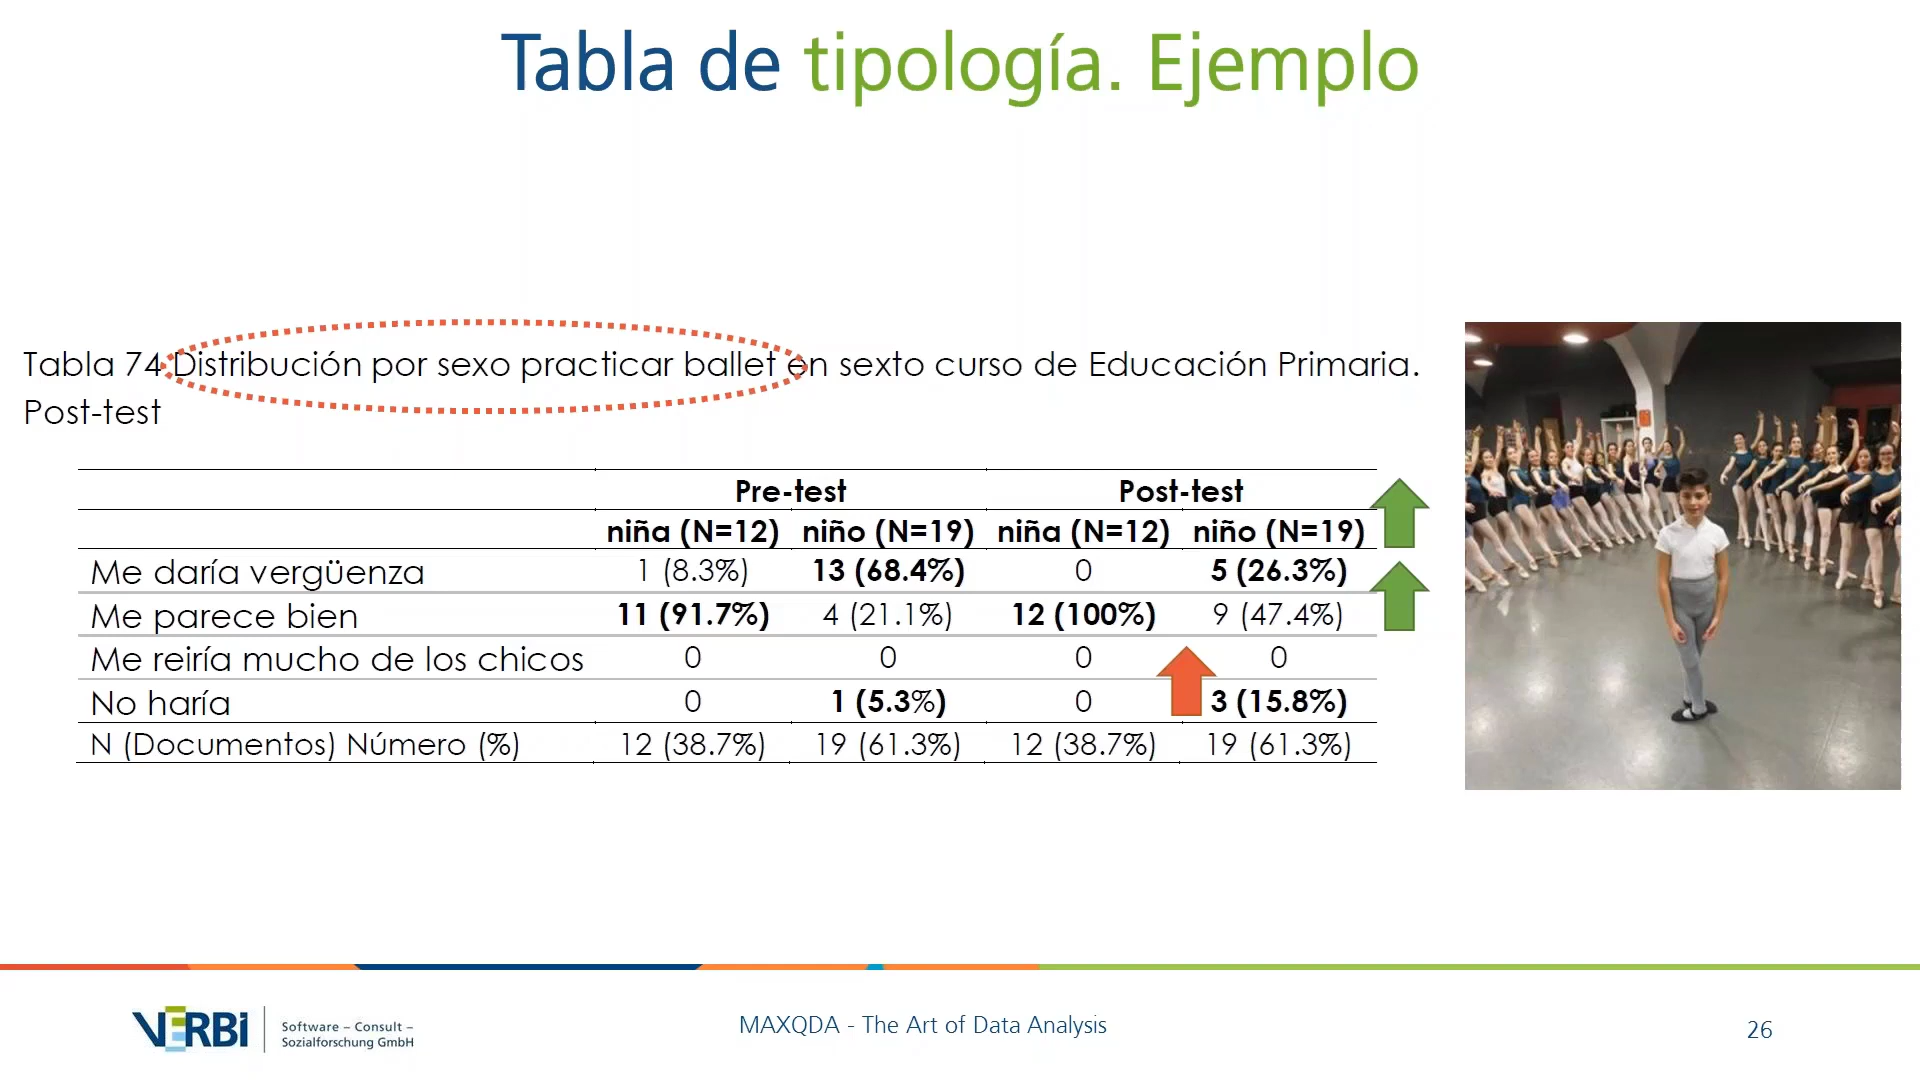 Tabla de tipología. Ejemplo
Tabla 74 Distribución por sexo practicar ballet en sexto curso de Educación Primaria.
Post-test
Pre-test Post-test
niña (N=12) niño (N=19) niña (N=12) niño (N=19)
Me daría vergüenza 1 (8.3%) 13 (68.4%) 0 5 (26.3%)
Me parece bien 11 (91.7%) 4 (21.1%) 12 (100%) 9 (47.4%)
Me reiría mucho de los chicos 0 0 0 0
No haría 0 1 (5.3%) 0 3 (15.8%)
N (Documentos) Número (%) 12 (38.7%) 19 (61.3%) 12 (38.7%) 19 (61.3%)
VERBI
Software – Consult –
Sozialforschung GmbH
MAXQDA - The Art of Data Analysis
26